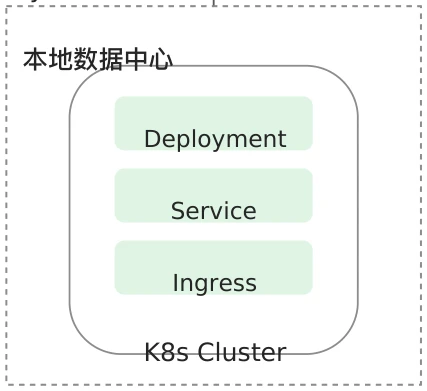 本地数据中心
Deployment
Service
Ingress
K8s Cluster